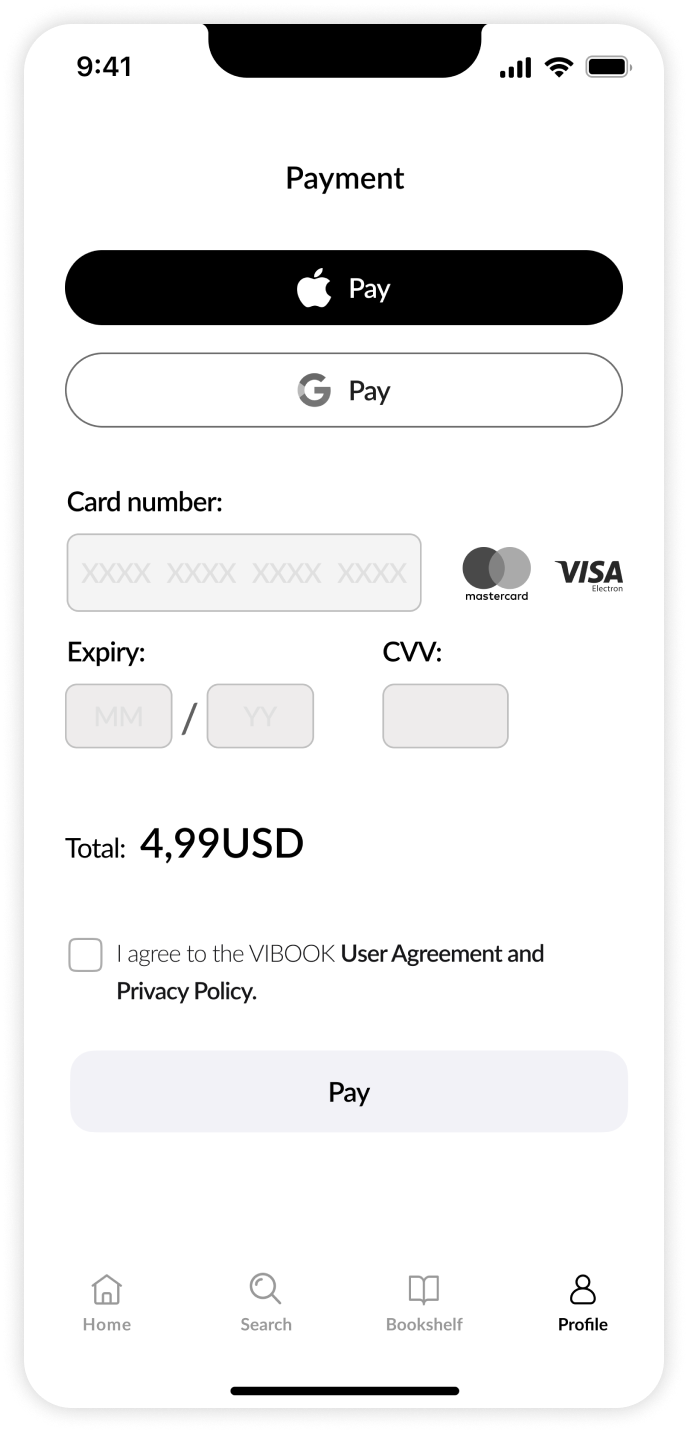 9:41
Payment
Pay
G Pay
Card number:
XXXX XXXX XXXX XXXX
mastercard
VISA
Electron
Expiry:
CVV:
MM / YY
Total: 4,99USD
I agree to the VIBOOK User Agreement and
Privacy Policy.
Pay
Home
Search
Bookshelf
Profile